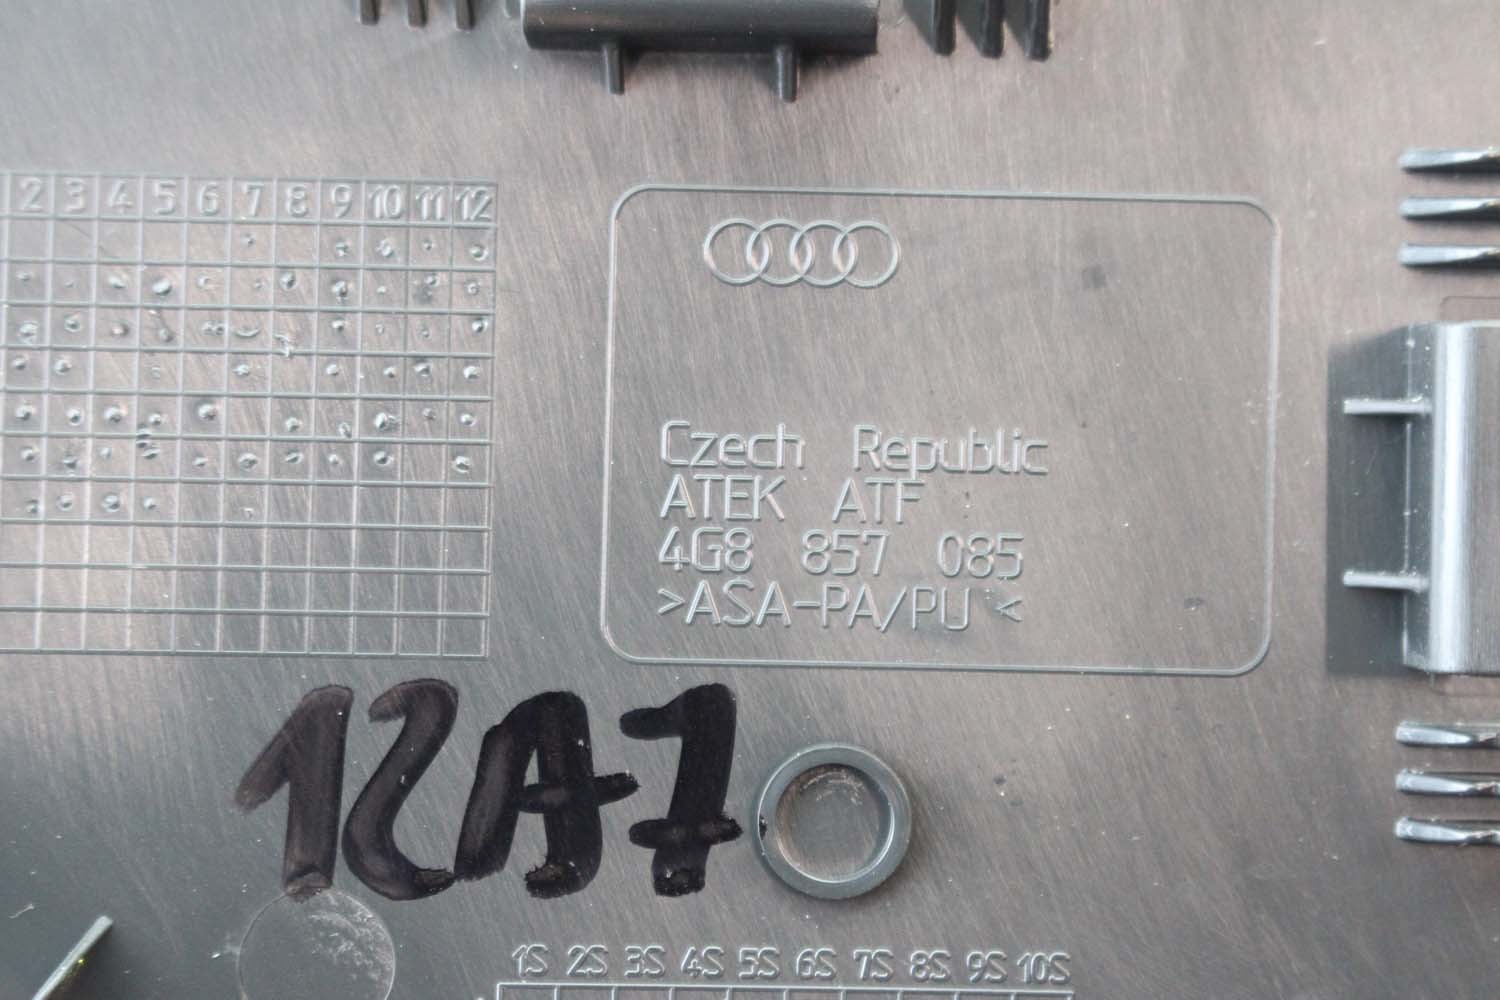 2 3 4 5 6 7 8 9 10 11 12
Czech Republic
ATEK ATF
4G8 857 085
>ASA-PA/PU<
12A7
1S 2S 3S 4S 5S 6S 7S 8S 9S 10S